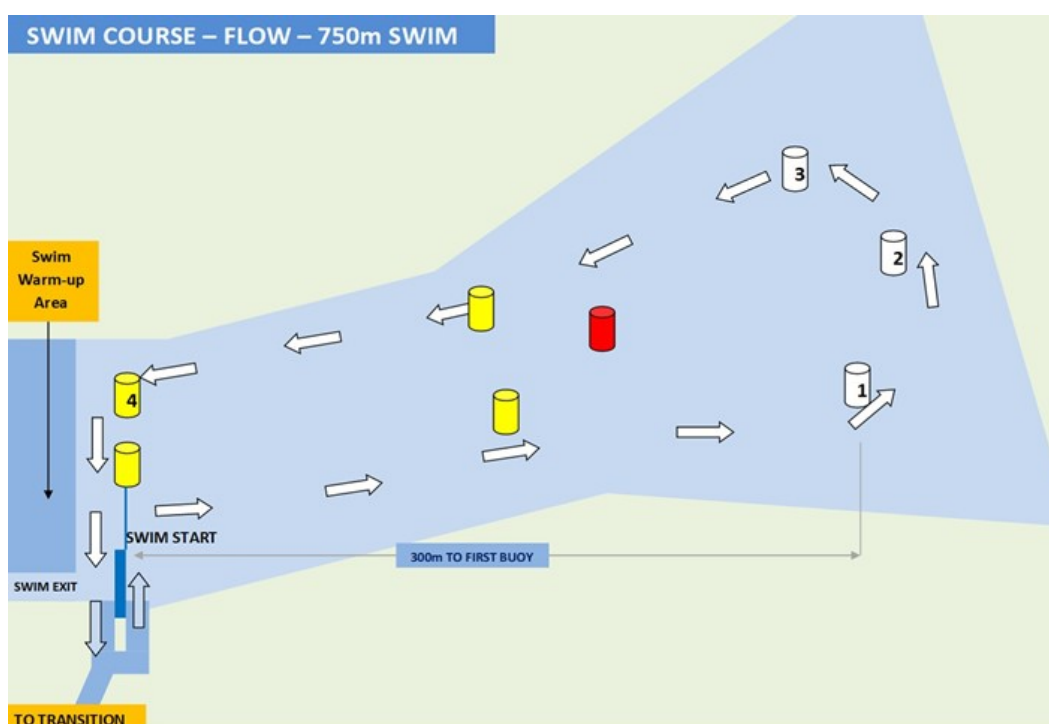 SWIM COURSE – FLOW – 750m SWIM
3
2
Swim
Warm-up
Area
1
4
SWIM START
300m TO FIRST BUOY
SWIM EXIT
TO TRANSITION